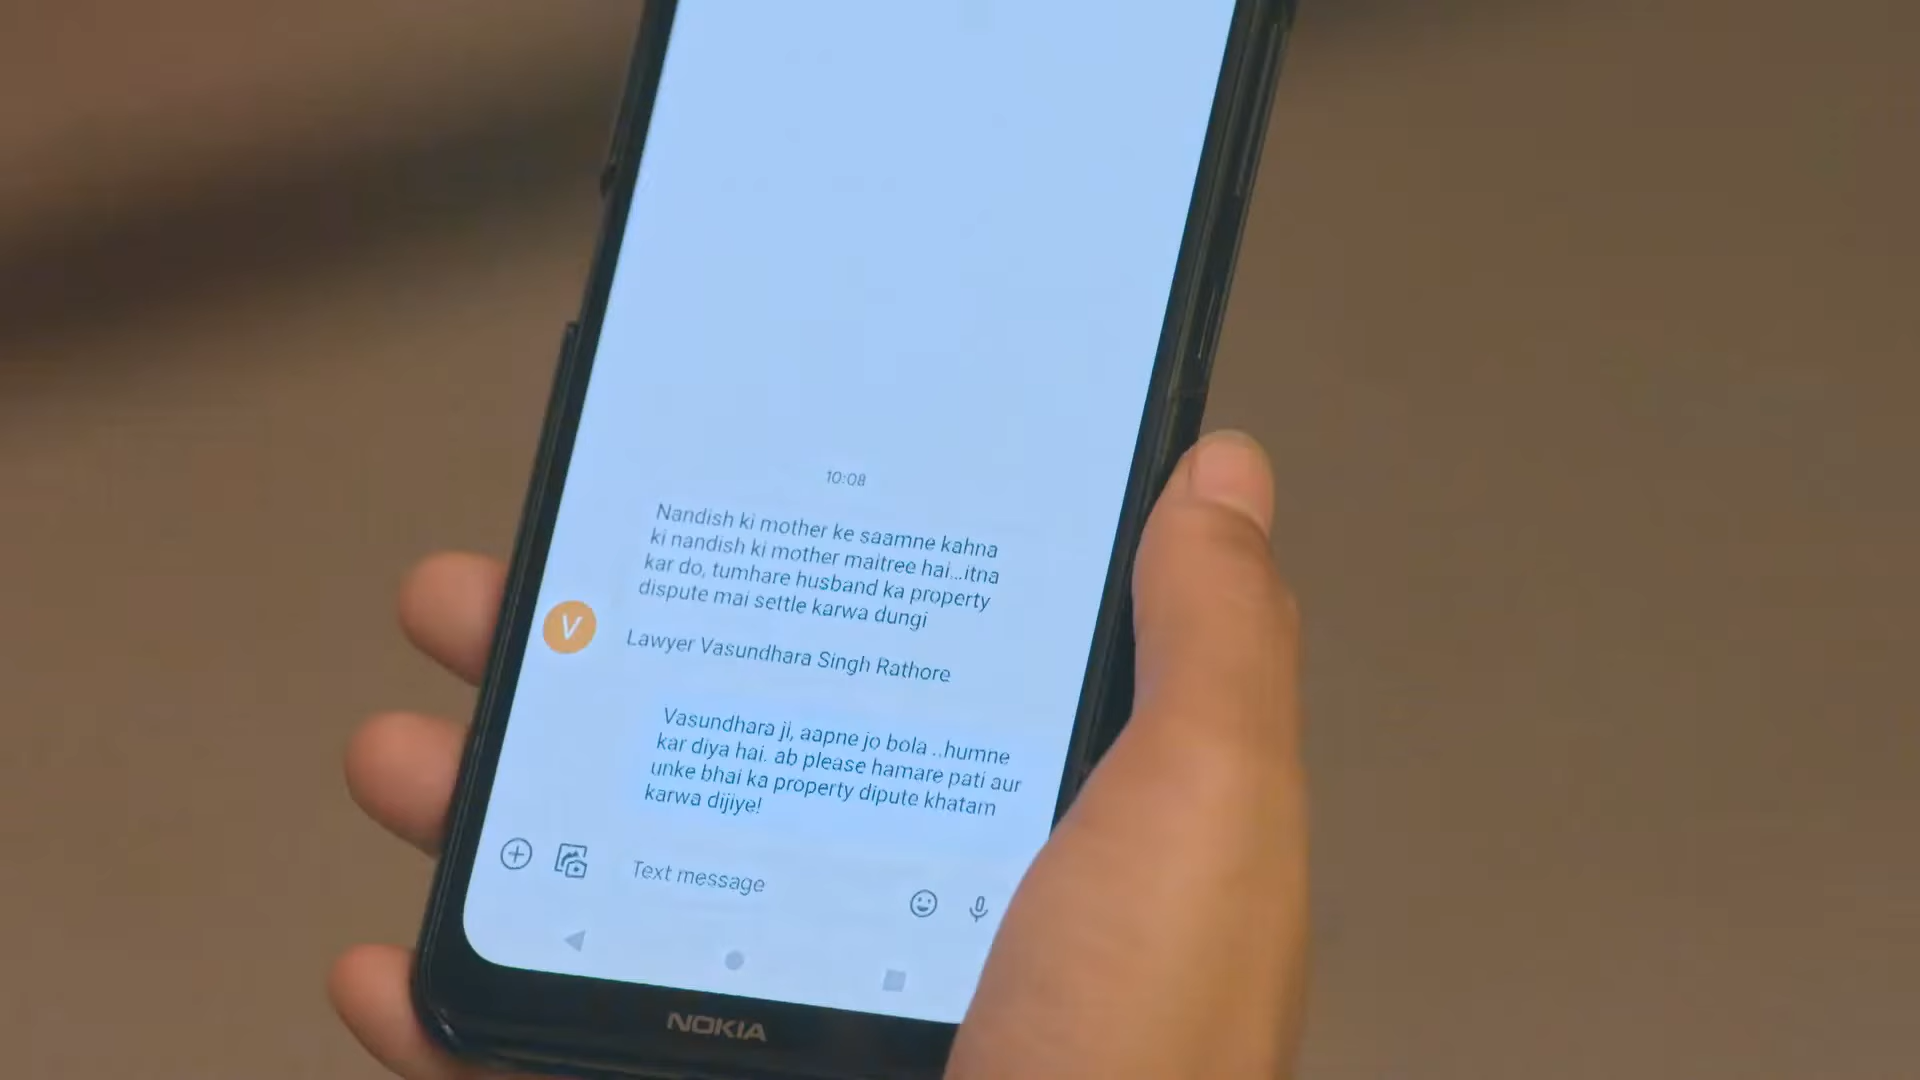 10:08
Nandish ki mother ke saamne kahna
ki nandish ki mother maitree hai...itna
kar do, tumhare husband ka property
dispute mai settle karwa dungi
V
Lawyer Vasundhara Singh Rathore
Vasundhara ji, aapne jo bola ..humne
kar diya hai. ab please hamare pati aur
unke bhai ka property dipute khatam
karwa dijiye!
Text message
NOKIA